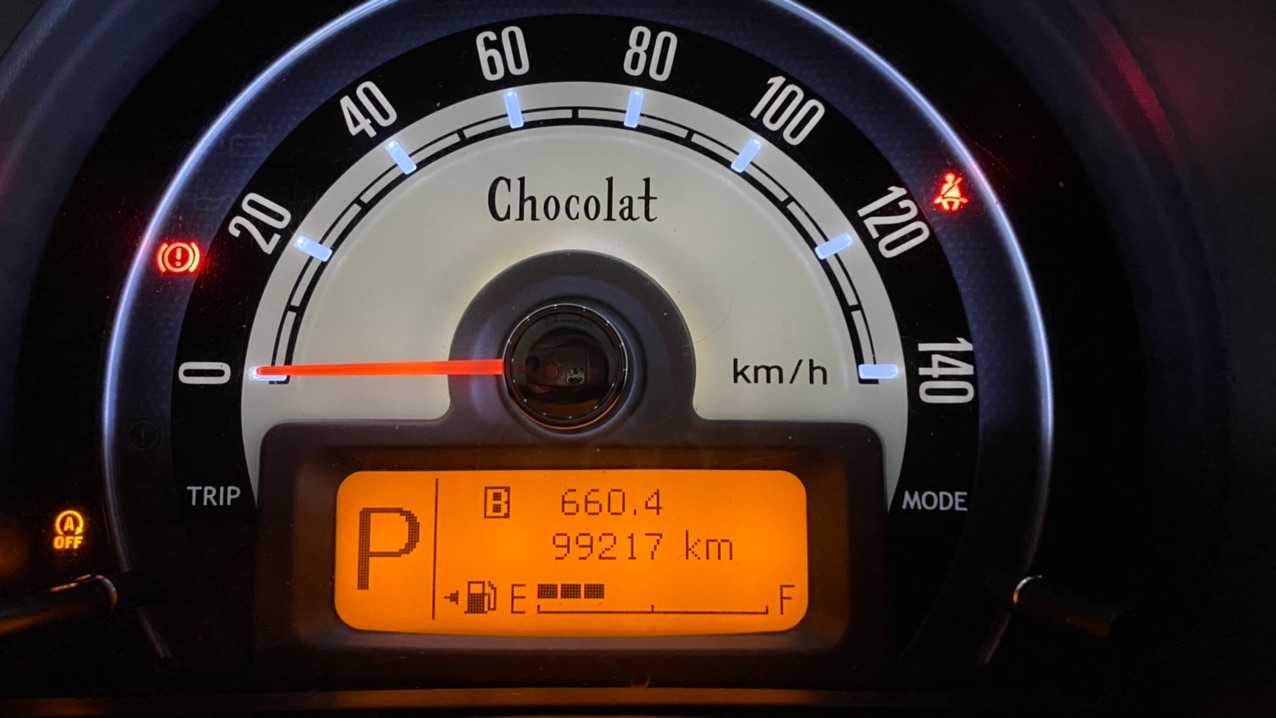 60
80
40
100
20
120
Chocolat
0
km/h
140
TRIP
MODE
A
OFF
P
B 660.4
99217 km
E F